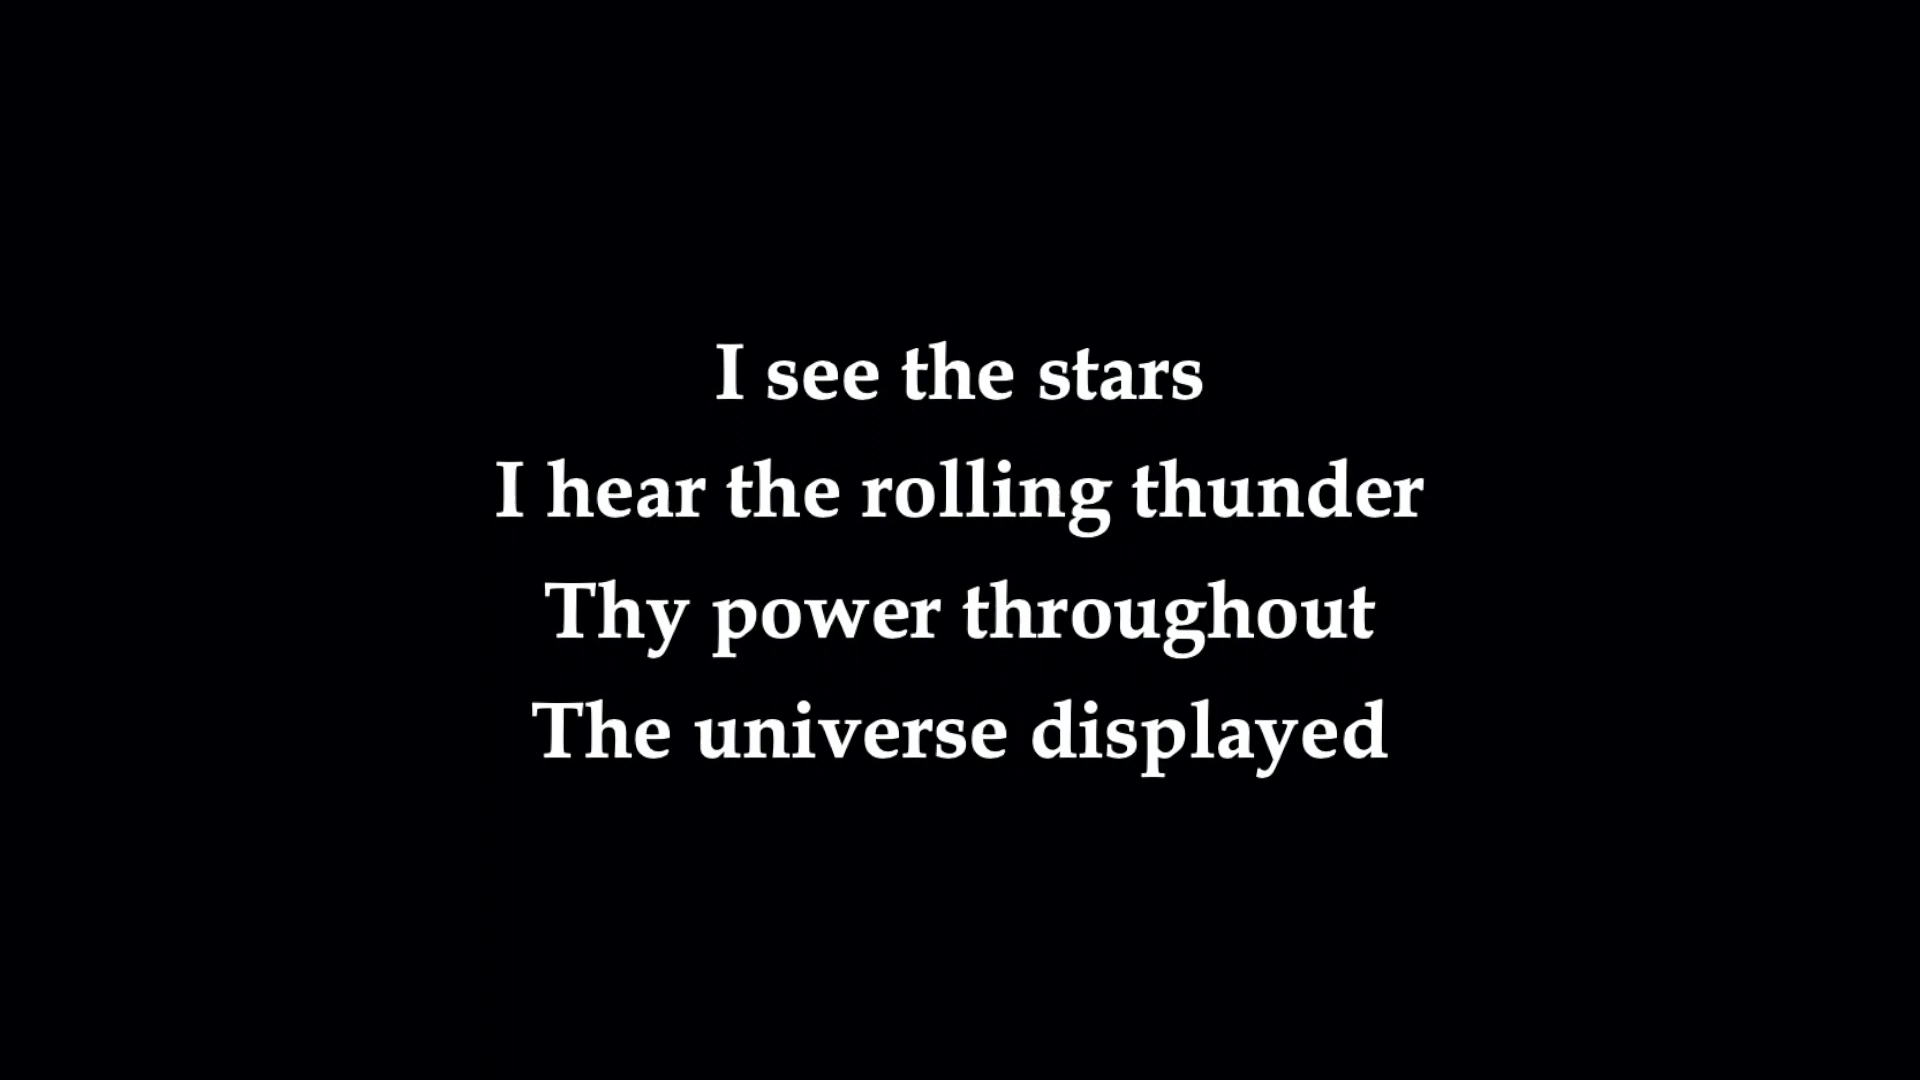 I see the stars
I hear the rolling thunder
Thy power throughout
The universe displayed